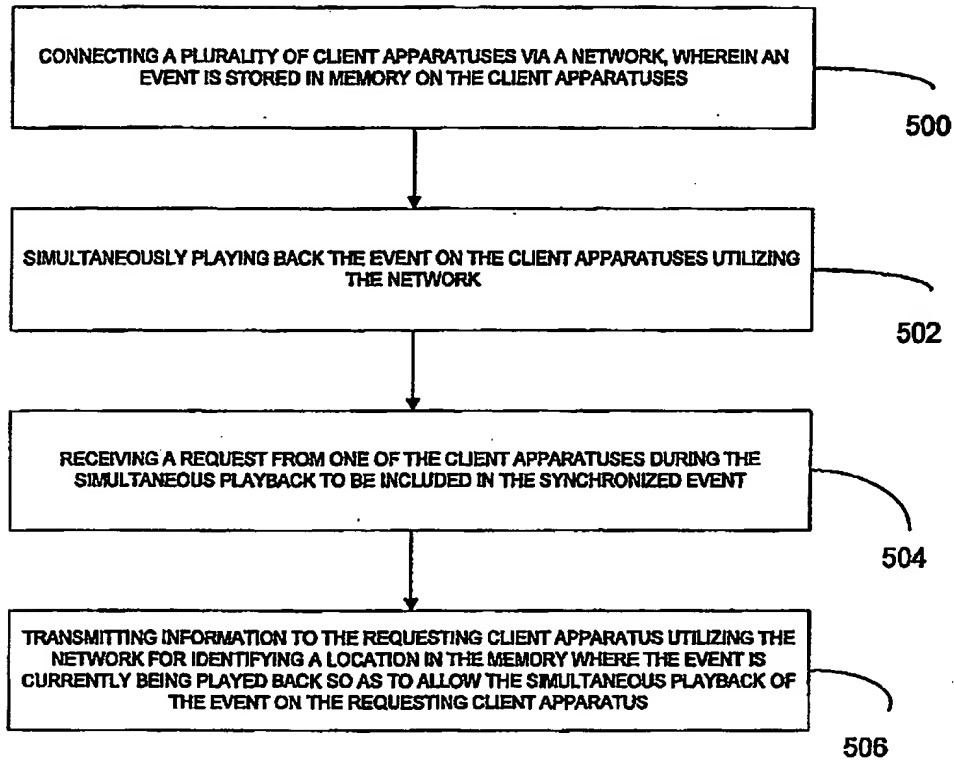 CONNECTING A PLURALITY OF CLIENT APPARATUSES VIA A NETWORK, WHEREIN AN
EVENT IS STORED IN MEMORY ON THE CLIENT APPARATUSES
500
SIMULTANEOUSLY PLAYING BACK THE EVENT ON THE CLIENT APPARATUSES UTILIZING
THE NETWORK
502
RECEIVING A REQUEST FROM ONE OF THE CLIENT APPARATUSES DURING THE
SIMULTANEOUS PLAYBACK TO BE INCLUDED IN THE SYNCHRONIZED EVENT
504
TRANSMITTING INFORMATION TO THE REQUESTING CLIENT APPARATUS UTILIZING THE
NETWORK FOR IDENTIFYING A LOCATION IN THE MEMORY WHERE THE EVENT IS
CURRENTLY BEING PLAYED BACK SO AS TO ALLOW THE SIMULTANEOUS PLAYBACK OF
THE EVENT ON THE REQUESTING CLIENT APPARATUS
506